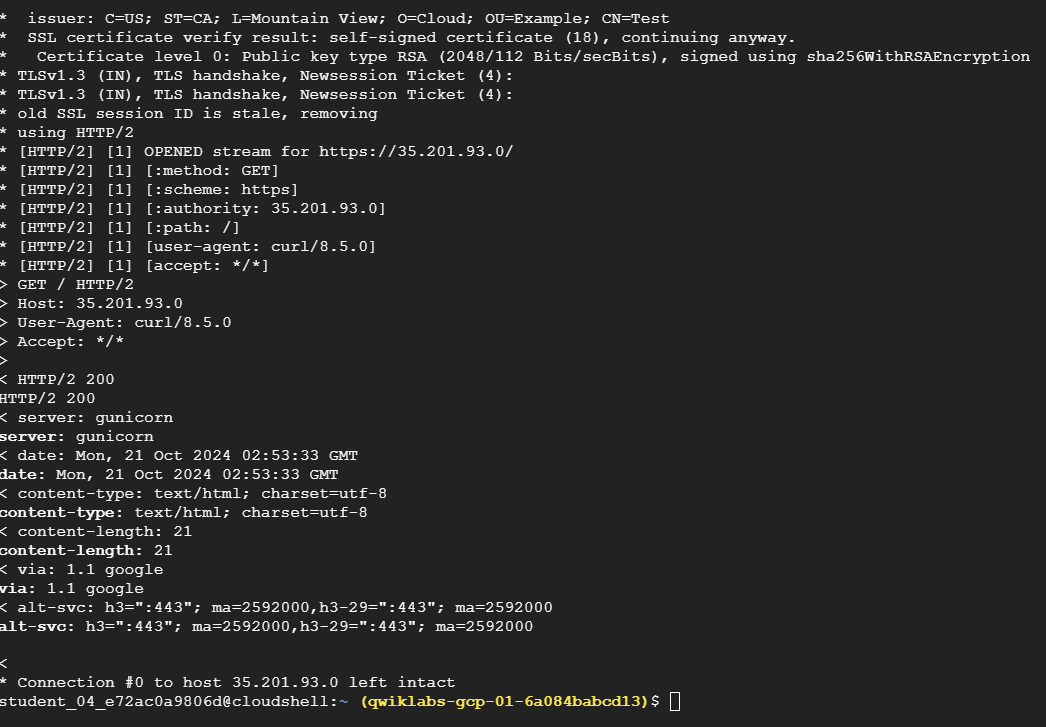 *  issuer: C=US; ST=CA; L=Mountain View; O=Cloud; OU=Example; CN=Test
*  SSL certificate verify result: self-signed certificate (18), continuing anyway.
*   Certificate level 0: Public key type RSA (2048/112 Bits/secBits), signed using sha256WithRSAEncryption
* TLSv1.3 (IN), TLS handshake, Newsession Ticket (4):
* TLSv1.3 (IN), TLS handshake, Newsession Ticket (4):
* old SSL session ID is stale, removing
* using HTTP/2
* [HTTP/2] [1] OPENED stream for https://35.201.93.0/
* [HTTP/2] [1] [:method: GET]
* [HTTP/2] [1] [:scheme: https]
* [HTTP/2] [1] [:authority: 35.201.93.0]
* [HTTP/2] [1] [:path: /]
* [HTTP/2] [1] [user-agent: curl/8.5.0]
* [HTTP/2] [1] [accept: */*]
> GET / HTTP/2
> Host: 35.201.93.0
> User-Agent: curl/8.5.0
> Accept: */*
>
< HTTP/2 200
HTTP/2 200
< server: gunicorn
server: gunicorn
< date: Mon, 21 Oct 2024 02:53:33 GMT
date: Mon, 21 Oct 2024 02:53:33 GMT
< content-type: text/html; charset=utf-8
content-type: text/html; charset=utf-8
< content-length: 21
content-length: 21
< via: 1.1 google
via: 1.1 google
< alt-svc: h3=":443"; ma=2592000,h3-29=":443"; ma=2592000
alt-svc: h3=":443"; ma=2592000,h3-29=":443"; ma=2592000
<
* Connection #0 to host 35.201.93.0 left intact
student_04_e72ac0a9806d@cloudshell:~ (qwiklabs-gcp-01-6a084babcd13)$